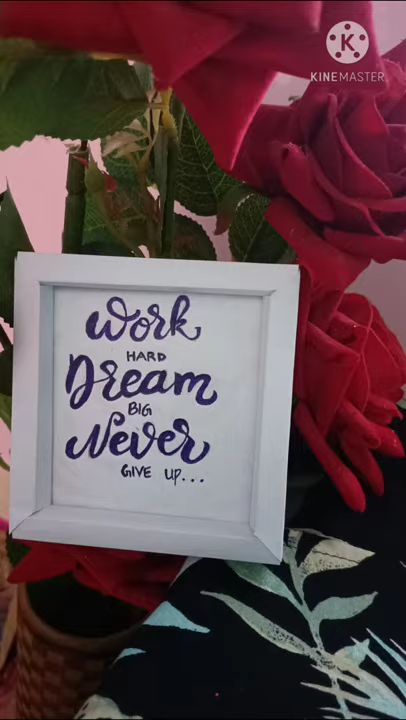 KINEMASTER
Work
HARD
Dream
BIG
Never
GIVE UP...